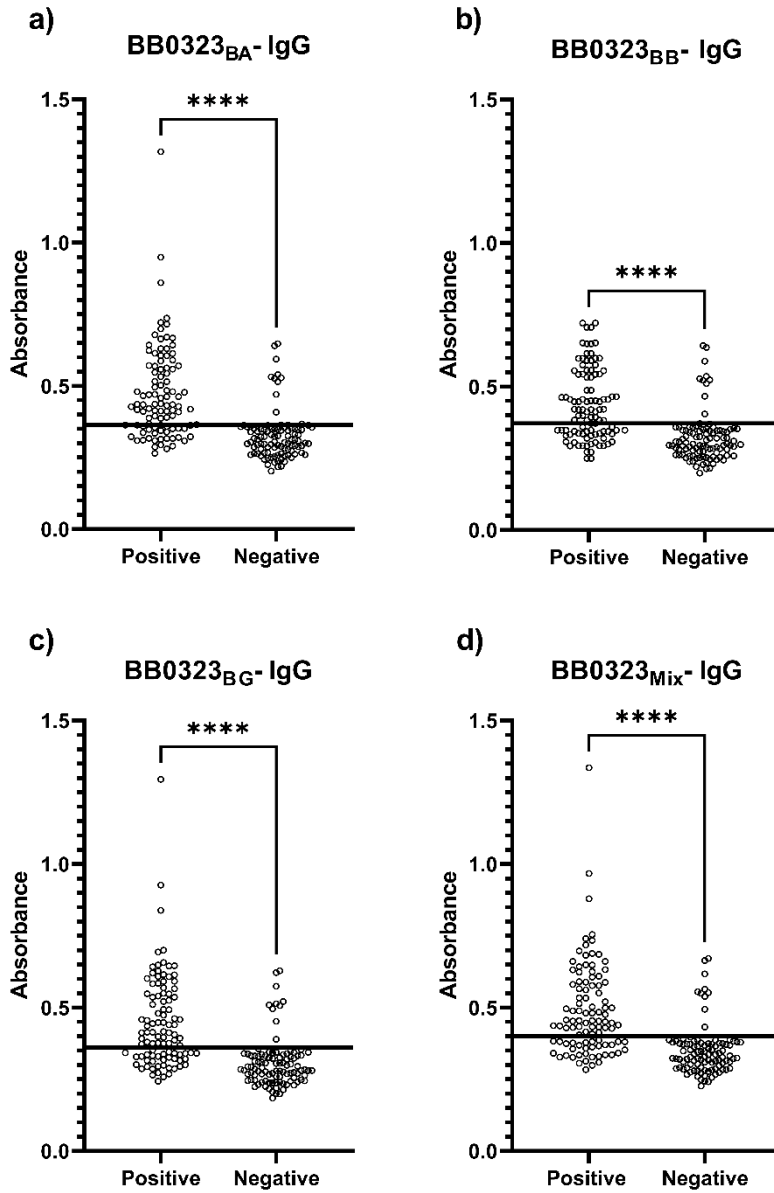 a)
BB0323BA- IgG
****
1.5
1.0
0.5
0.0
Absorbance
Positive Negative
b)
BB0323BB- IgG
****
1.5
1.0
0.5
0.0
Absorbance
Positive Negative
c)
BB0323BG- IgG
****
1.5
1.0
0.5
0.0
Absorbance
Positive Negative
d)
BB0323Mix- IgG
****
1.5
1.0
0.5
0.0
Absorbance
Positive Negative